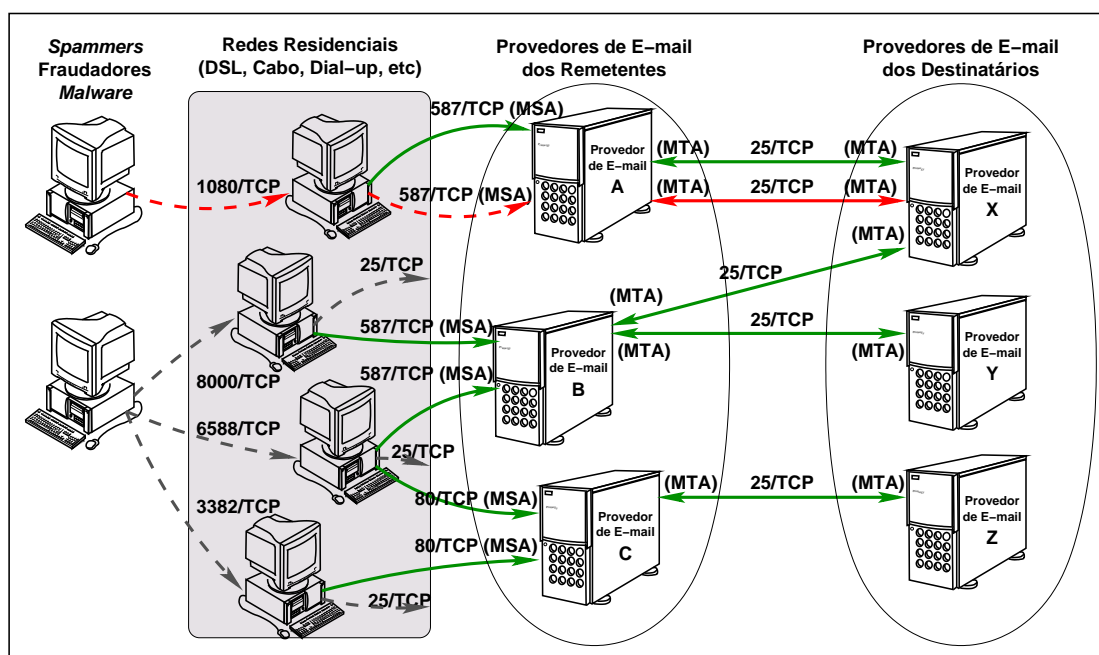 Spammers
Fraudadores
Malware
Redes Residenciais
(DSL, Cabo, Dial−up, etc)
Provedores de E−mail
dos Remetentes
Provedores de E−mail
dos Destinatários
1080/TCP
587/TCP (MSA)
587/TCP (MSA)
Provedor
de E−mail
A
(MTA)
25/TCP
(MTA)
(MTA)
25/TCP
(MTA)
Provedor
de E−mail
X
(MTA)
25/TCP
(MTA)
25/TCP
8000/TCP
587/TCP (MSA)
587/TCP (MSA)
Provedor
de E−mail
B
(MTA)
25/TCP
(MTA)
Provedor
de E−mail
Y
6588/TCP
25/TCP
3382/TCP
80/TCP (MSA)
80/TCP (MSA)
25/TCP
Provedor
de E−mail
C
(MTA)
25/TCP
(MTA)
Provedor
de E−mail
Z